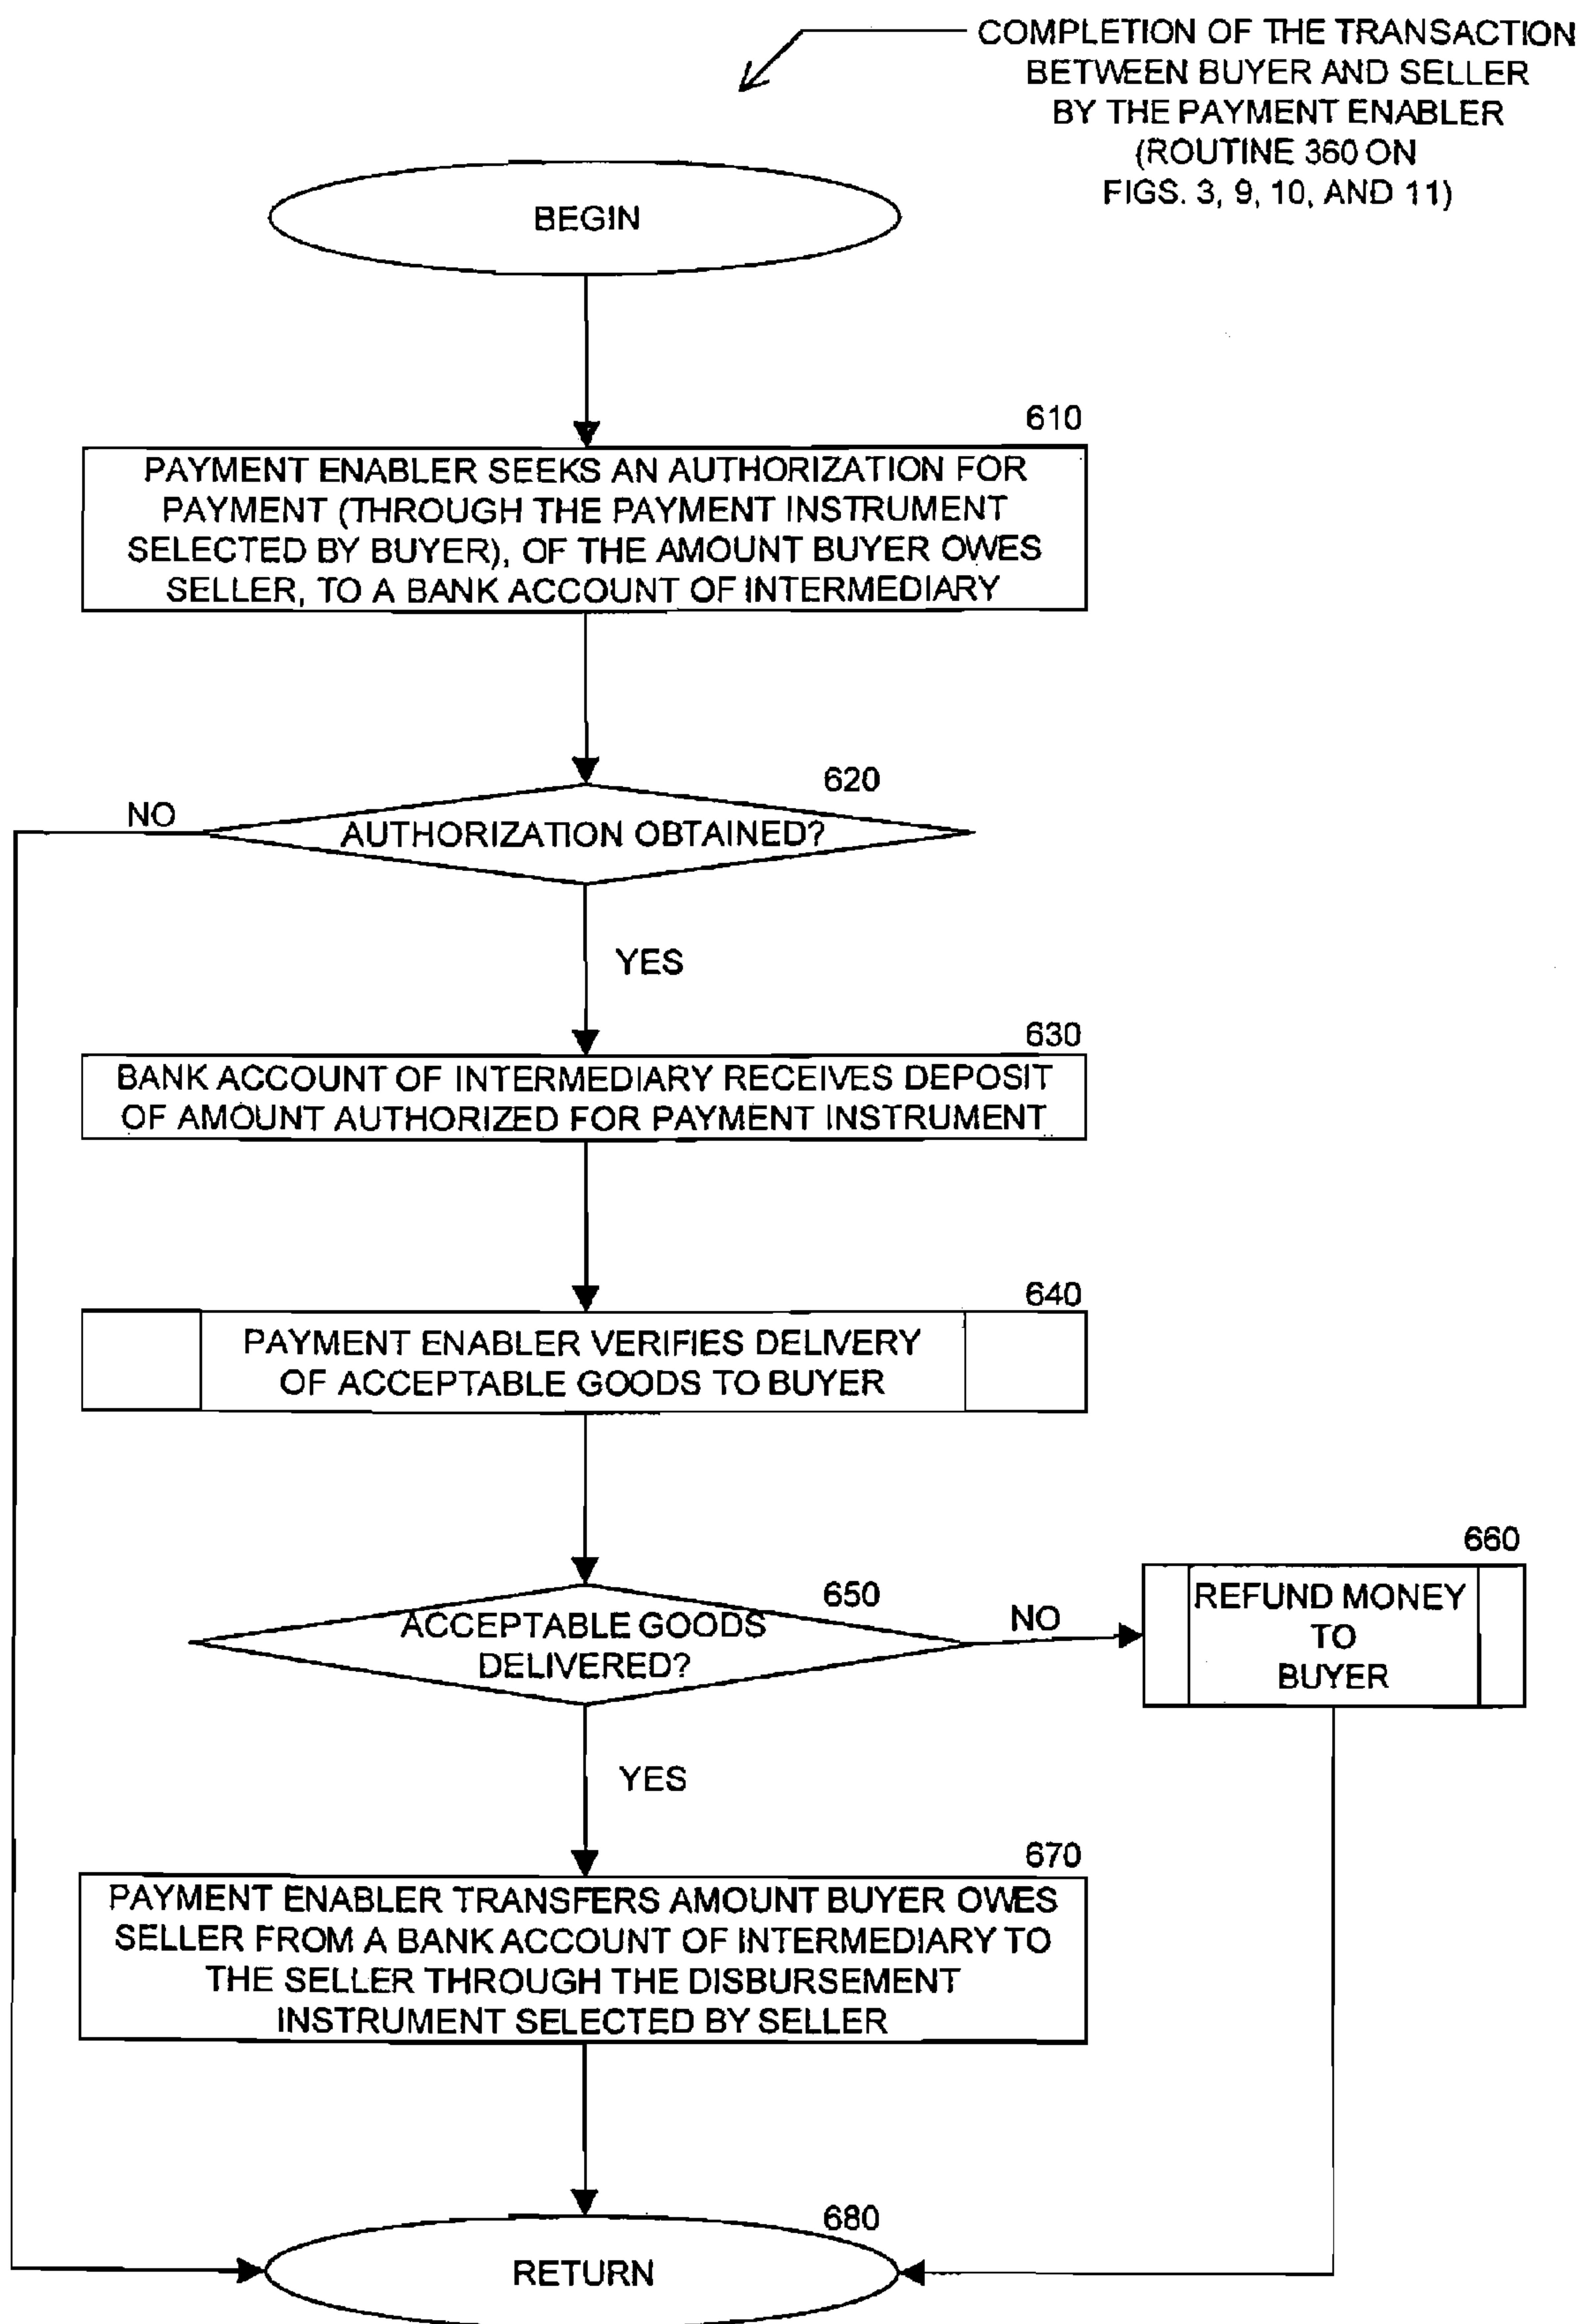 COMPLETION OF THE TRANSACTION
BETWEEN BUYER AND SELLER
BY THE PAYMENT ENABLER
(ROUTINE 360 ON
FIGS. 3, 9, 10, AND 11)
BEGIN
610
PAYMENT ENABLER SEEKS AN AUTHORIZATION FOR
PAYMENT (THROUGH THE PAYMENT INSTRUMENT
SELECTED BY BUYER), OF THE AMOUNT BUYER OWES
SELLER, TO A BANK ACCOUNT OF INTERMEDIARY
620
NO
AUTHORIZATION OBTAINED?
YES
630
BANK ACCOUNT OF INTERMEDIARY RECEIVES DEPOSIT
OF AMOUNT AUTHORIZED FOR PAYMENT INSTRUMENT
640
PAYMENT ENABLER VERIFIES DELIVERY
OF ACCEPTABLE GOODS TO BUYER
650
ACCEPTABLE GOODS
DELIVERED?
NO
660
REFUND MONEY
TO
BUYER
YES
670
PAYMENT ENABLER TRANSFERS AMOUNT BUYER OWES
SELLER FROM A BANK ACCOUNT OF INTERMEDIARY TO
THE SELLER THROUGH THE DISBURSEMENT
INSTRUMENT SELECTED BY SELLER
680
RETURN